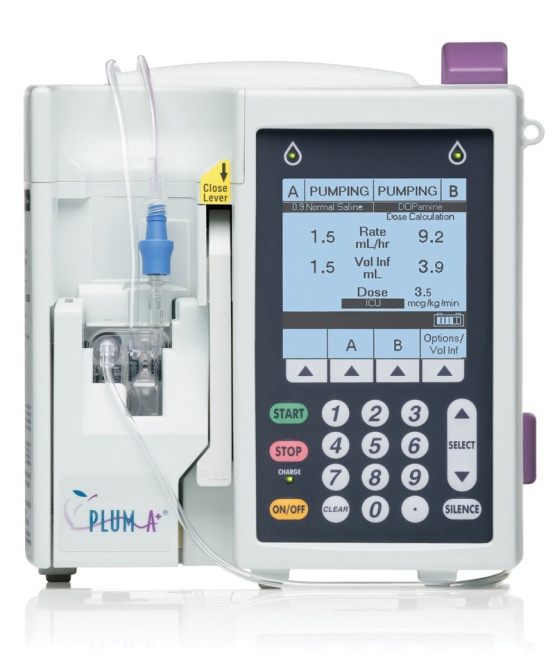 Close
Lever
A PUMPING PUMPING B
0.9 Normal Saline DOPamine
Dose Calculation
1.5 Rate mL/hr 9.2
1.5 Vol Inf mL 3.9
Dose 3.5
ICU mcg/kg/min
A B Options/
Vol Inf
START 1 2 3
STOP 4 5 6 SELECT
CHARGE 7 8 9
ON/OFF CLEAR 0 . SILENCE
PLUM A+®